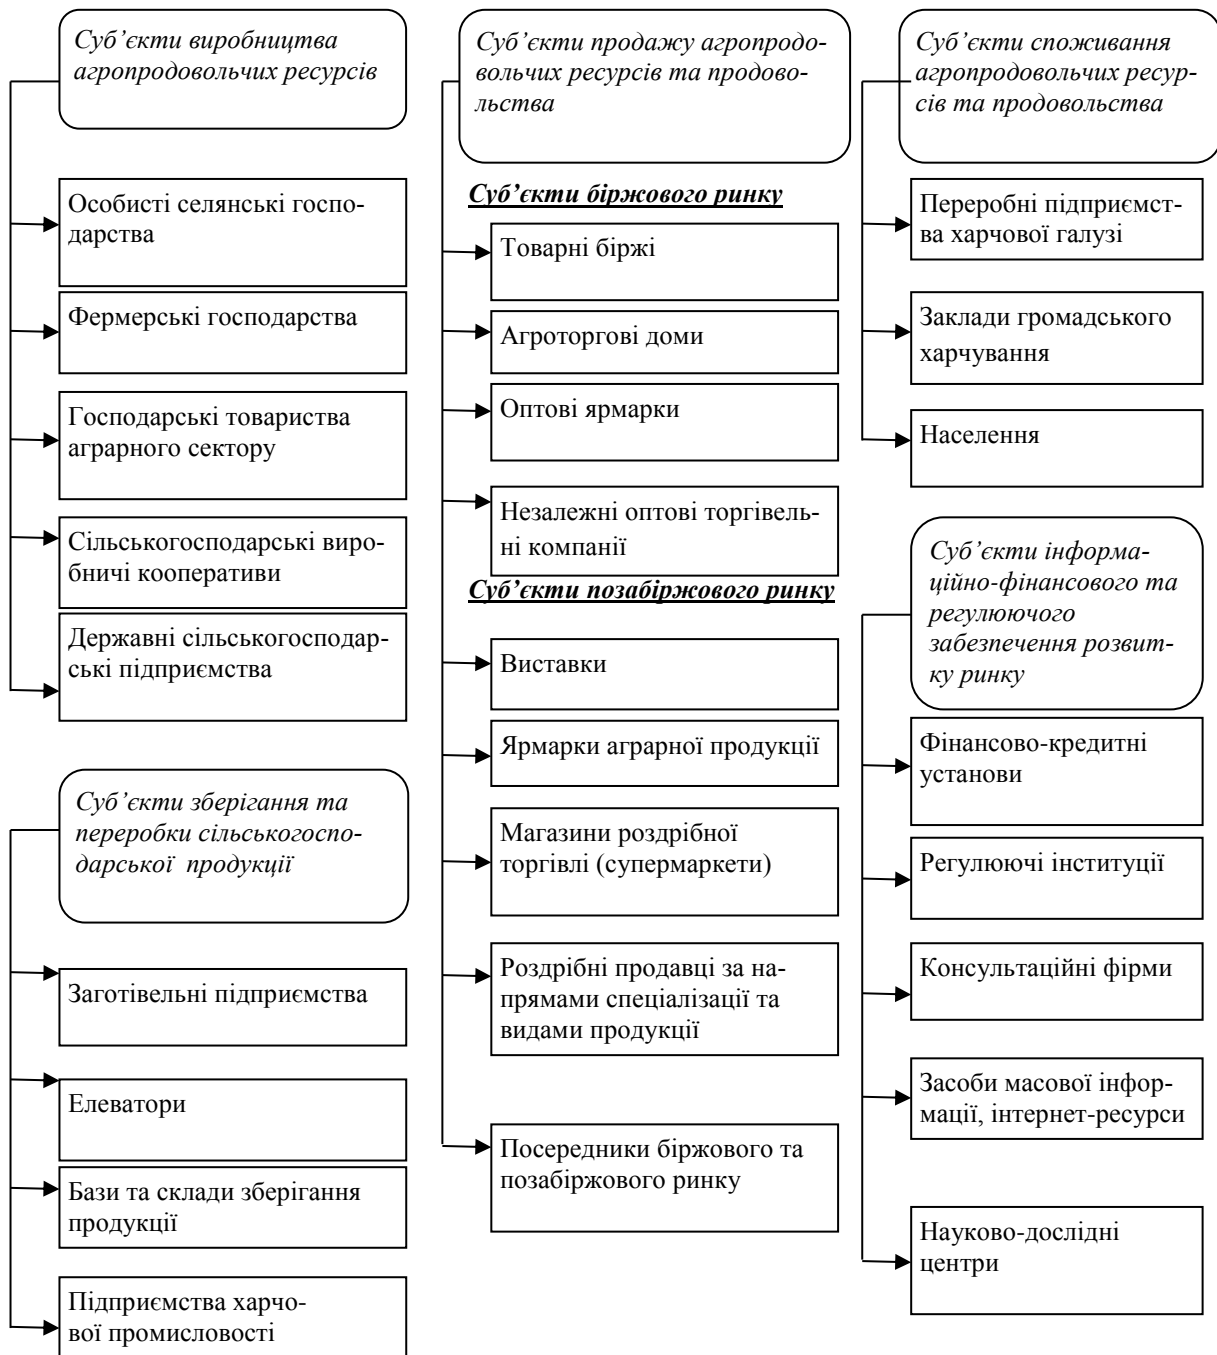 Суб’єкти виробництва
агропродовольчих ресурсів
Особисті селянські госпо-
дарства
Фермерські господарства
Господарські товариства
аграрного сектору
Сільськогосподарські виро-
бничі кооперативи
Державні сільськогосподар-
ські підприємства
Суб’єкти зберігання та
переробки сільськогоспо-
дарської продукції
Заготівельні підприємства
Елеватори
Бази та склади зберігання
продукції
Підприємства харчо-
вої промисловості
Суб’єкти продажу агропродо-
вольчих ресурсів та продово-
льства
Суб’єкти біржового ринку
Товарні біржі
Агроторгові доми
Оптові ярмарки
Незалежні оптові торгівель-
ні компанії
Суб’єкти позабіржового ринку
Виставки
Ярмарки аграрної продукції
Магазини роздрібної
торгівлі (супермаркети)
Роздрібні продавці за на-
прямами спеціалізації та
видами продукції
Посередники біржового та
позабіржового ринку
Суб’єкти споживання
агропродовольчих ресур-
сів та продовольства
Переробні підприємст-
ва харчової галузі
Заклади громадського
харчування
Населення
Суб’єкти інформа-
ційно-фінансового та
регулюючого
забезпечення розвит-
ку ринку
Фінансово-кредитні
установи
Регулюючі інституції
Консультаційні фірми
Засоби масової інфор-
мації, інтернет-ресурси
Науково-дослідні
центри